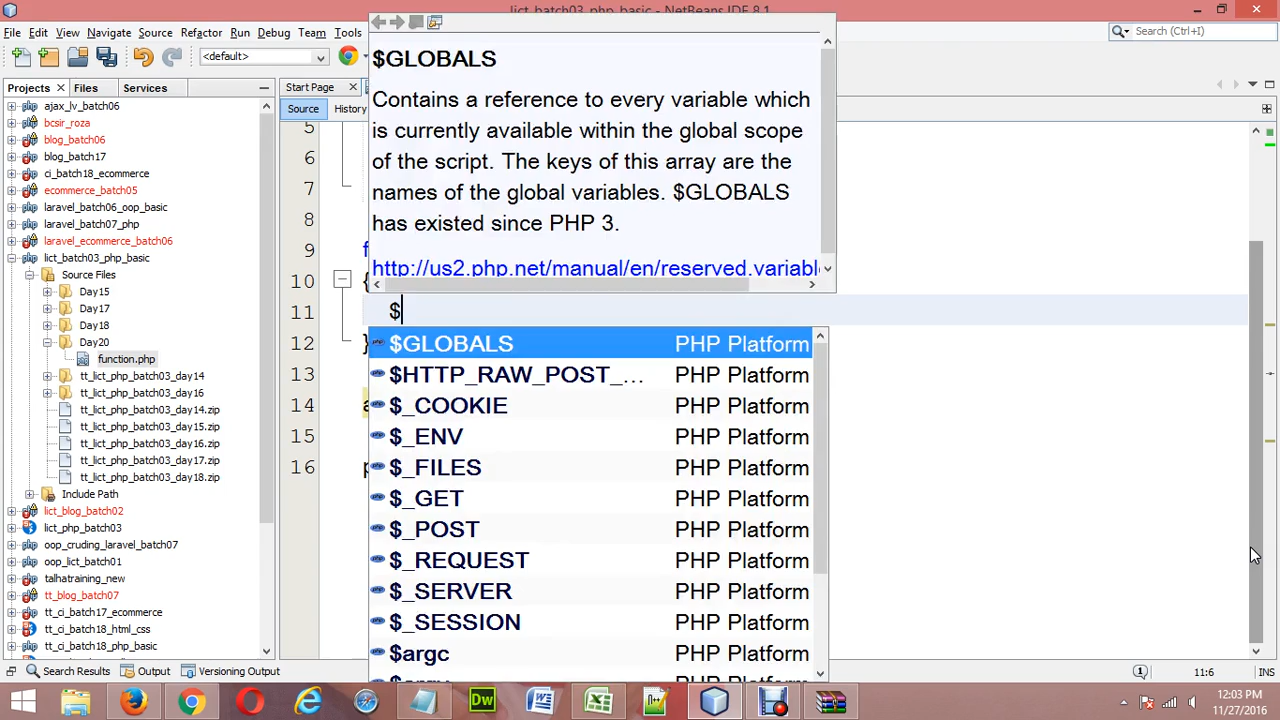 lict_batch03_php_basic - NetBeans IDE 8.1
File Edit View Navigate Source Refactor Run Debug Team
Search (Ctrl+I)
<default>
Projects Files Services
Start Page
Source History
ajax_lv_batch06
bcsir_roza
blog_batch06
blog_batch17
ci_batch18_ecommerce
ecommerce_batch05
laravel_batch06_oop_basic
laravel_batch07_php
laravel_ecommerce_batch06
lict_batch03_php_basic
Source Files
Day15
Day17
Day18
Day20
function.php
tt_lict_php_batch03_day14
tt_lict_php_batch03_day16
tt_lict_php_batch03_day14.zip
tt_lict_php_batch03_day15.zip
tt_lict_php_batch03_day16.zip
tt_lict_php_batch03_day17.zip
tt_lict_php_batch03_day18.zip
Include Path
lict_blog_batch02
lict_php_batch03
oop_cruding_laravel_batch07
oop_lict_batch01
talhatraining_new
tt_blog_batch07
tt_ci_batch17_ecommerce
tt_ci_batch18_html_css
tt_ci_batch18_php_basic
5
6
7
8
9
10 {
11 $
12 }
13
14
15
16
$GLOBALS
Contains a reference to every variable which
is currently available within the global scope
of the script. The keys of this array are the
names of the global variables. $GLOBALS
has existed since PHP 3.
http://us2.php.net/manual/en/reserved.variabl
$GLOBALS PHP Platform
$HTTP_RAW_POST_... PHP Platform
$_COOKIE PHP Platform
$_ENV PHP Platform
$_FILES PHP Platform
$_GET PHP Platform
$_POST PHP Platform
$_REQUEST PHP Platform
$_SERVER PHP Platform
$_SESSION PHP Platform
$argc PHP Platform
Search Results Output Versioning Output
11:6 INS
12:03 PM
11/27/2016